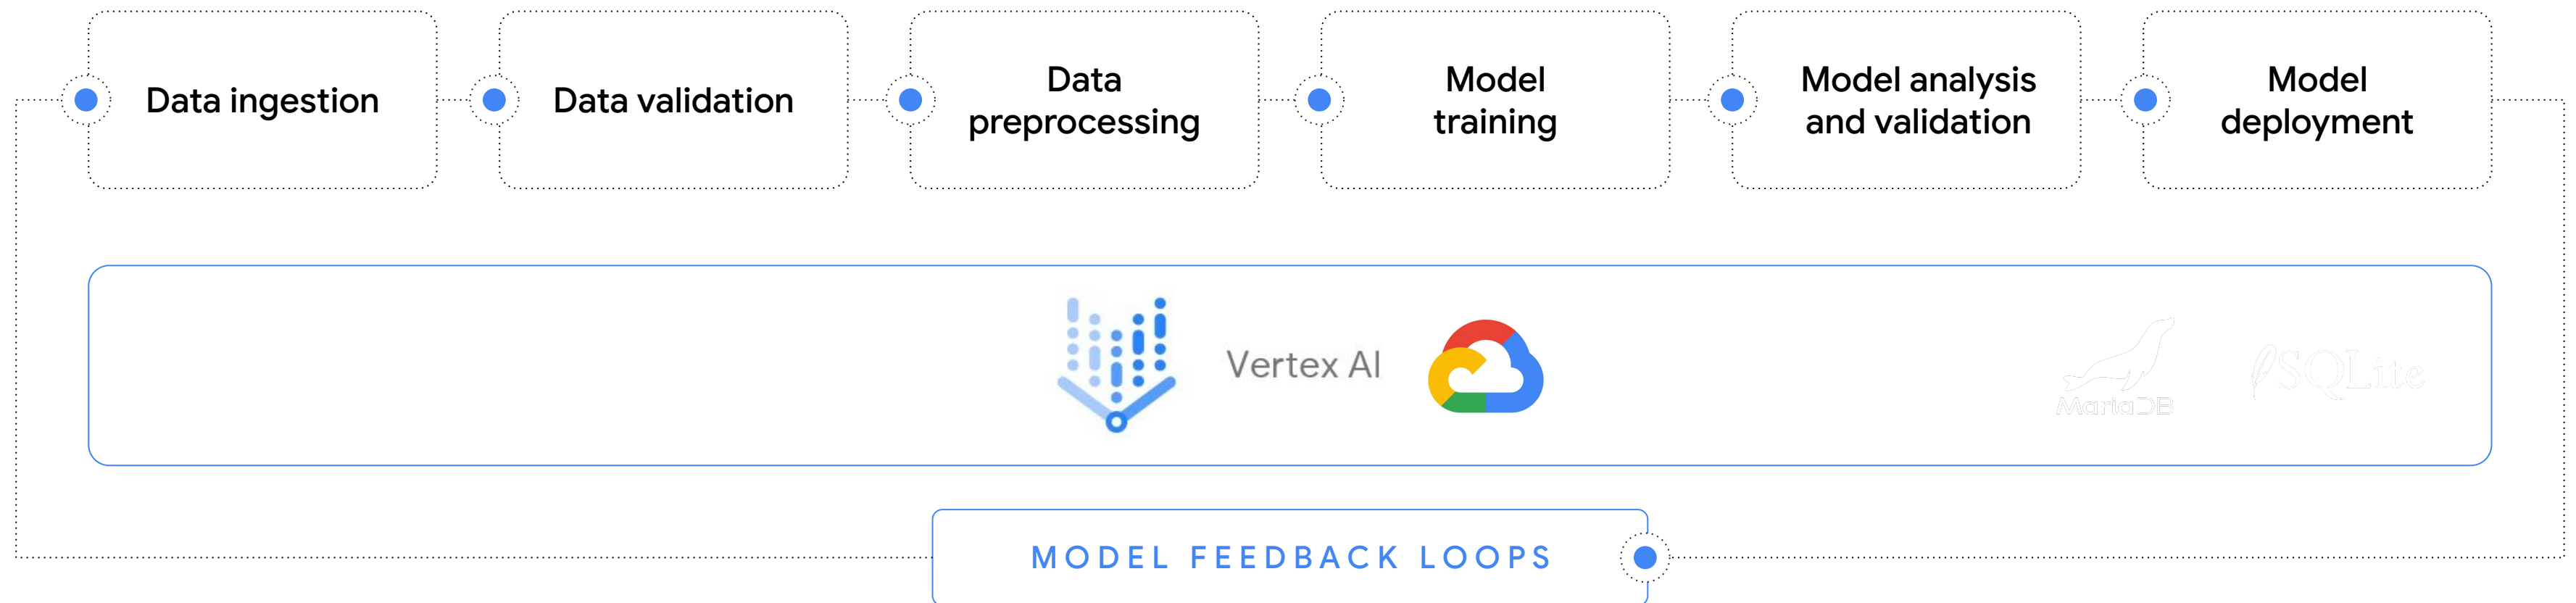 Data ingestion
Data validation
Data
preprocessing
Model
training
Model analysis
and validation
Model
deployment
Vertex AI
MariaDB
SQLite
MODEL FEEDBACK LOOPS